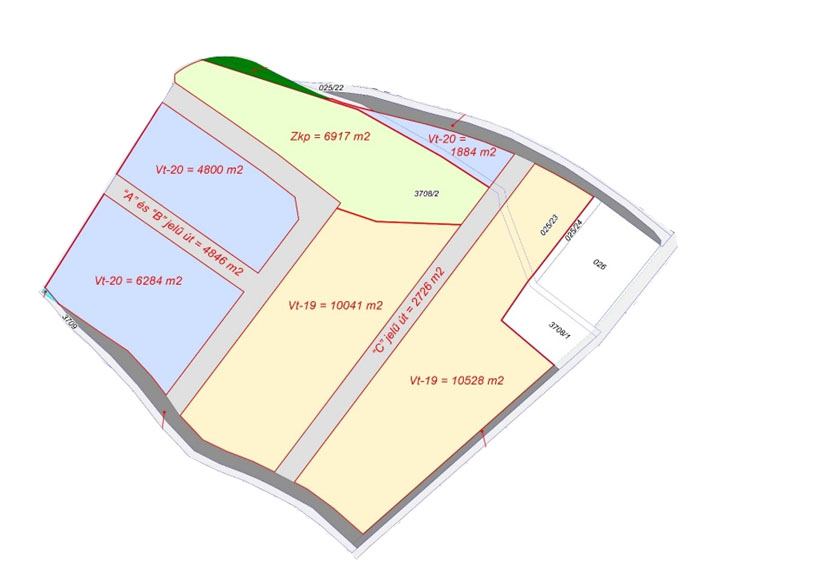 025/22
Zkp = 6917 m2
Vt-20 =
1884 m2
Vt-20 = 4800 m2
3708/2
"A" és "B" jelű út = 4846 m2
025/23
025/24
026
Vt-20 = 6284 m2
Vt-19 = 10041 m2
"C" jelű út = 2726 m2
3709
3708/1
Vt-19 = 10528 m2